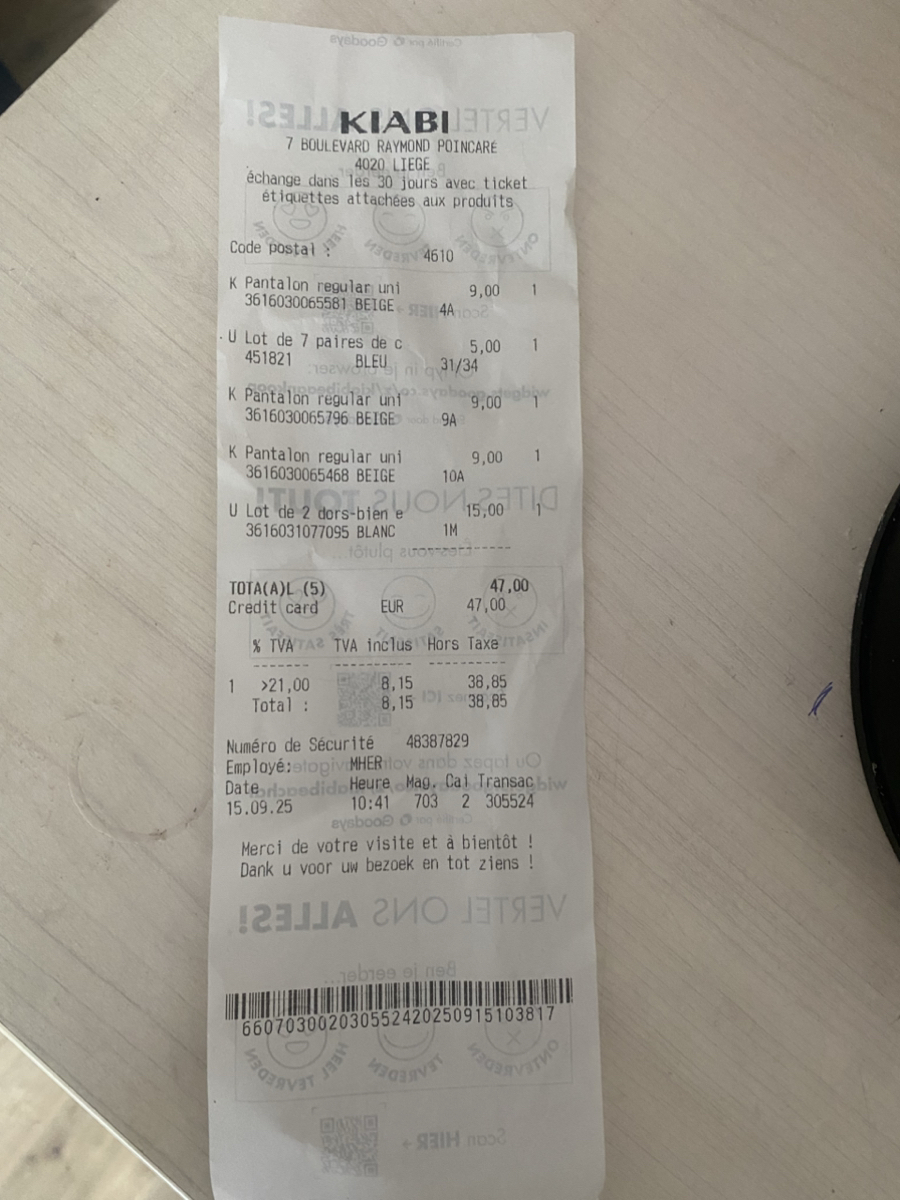 KIABI
7 BOULEVARD RAYMOND POINCARE
4020 LIEGE
échange dans les 30 jours avec ticket
étiquettes attachées aux produits
Code postal : 4610
K Pantalon regular uni 9,00 1
3616030065581 BEIGE 4A
U Lot de 7 paires de c 5,00 1
451821 BLEU 31/34
K Pantalon regular uni 9,00 1
3616030065796 BEIGE 9A
K Pantalon regular uni 9,00 1
3616030065468 BEIGE 10A
U Lot de 2 dors-bien e 15,00 1
3616031077095 BLANC 1M
------------
TOTA(A)L (5) 47,00
Credit card EUR 47,00
% TVA TVA inclus Hors Taxe
------- ---------- ----------
1 >21,00 8,15 38,85
Total : 8,15 38,85
Numéro de Sécurité 48387829
Employé: MHER
Date Heure Mag. Cai Transac
15.09.25 10:41 703 2 305524
Merci de votre visite et à bientôt !
Dank u voor uw bezoek en tot ziens !
66070300203055242025091510​3817